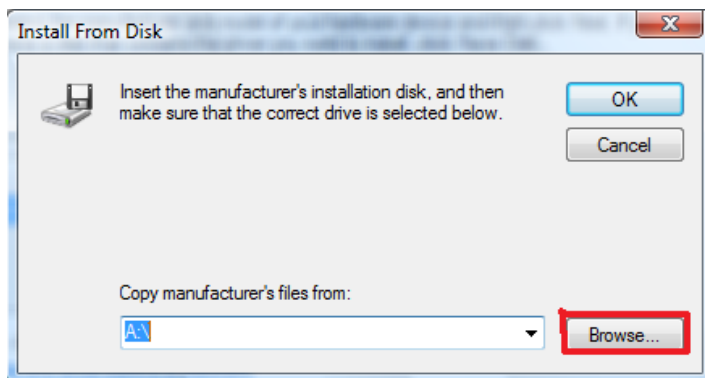 Install From Disk
Insert the manufacturer's installation disk, and then
make sure that the correct drive is selected below.
OK
Cancel
Copy manufacturer's files from:
A:\
Browse...